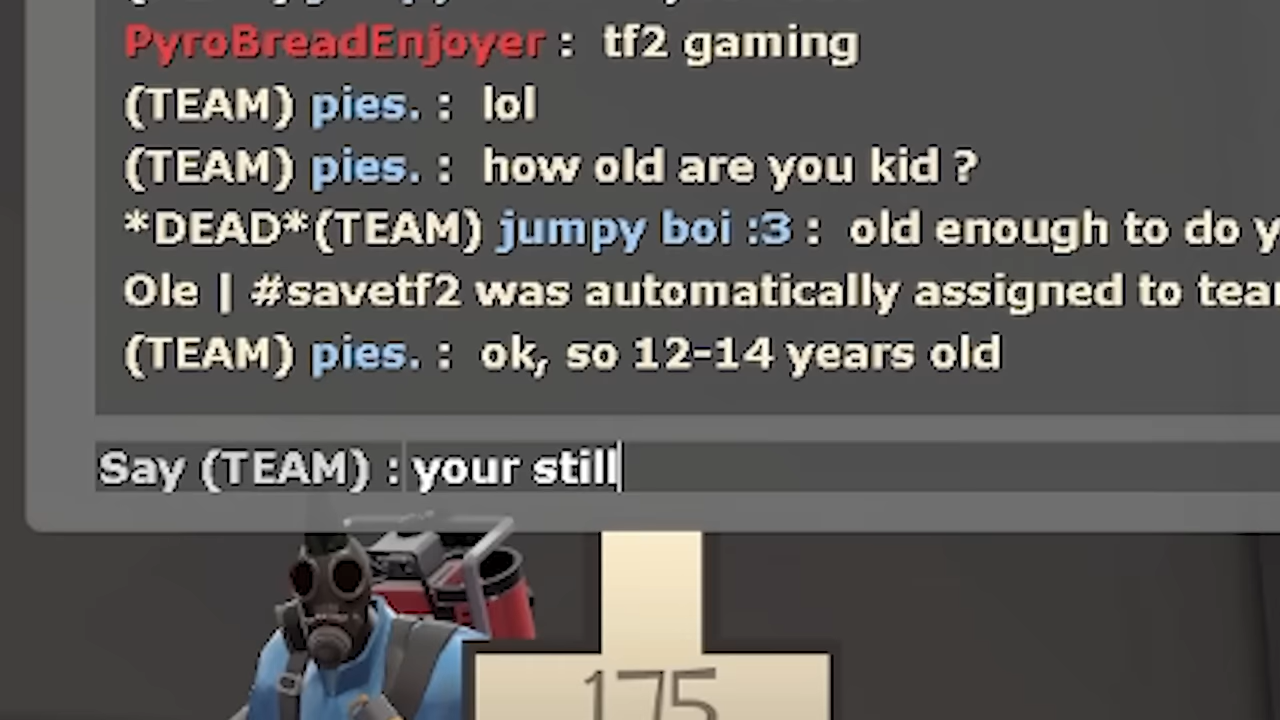 PyroBreadEnjoyer :  tf2 gaming
(TEAM) pies. :  lol
(TEAM) pies. :  how old are you kid ?
*DEAD*(TEAM) jumpy boi :3 :  old enough to do y
Ole | #savetf2 was automatically assigned to tea
(TEAM) pies. :  ok, so 12-14 years old
Say (TEAM) : your still
175